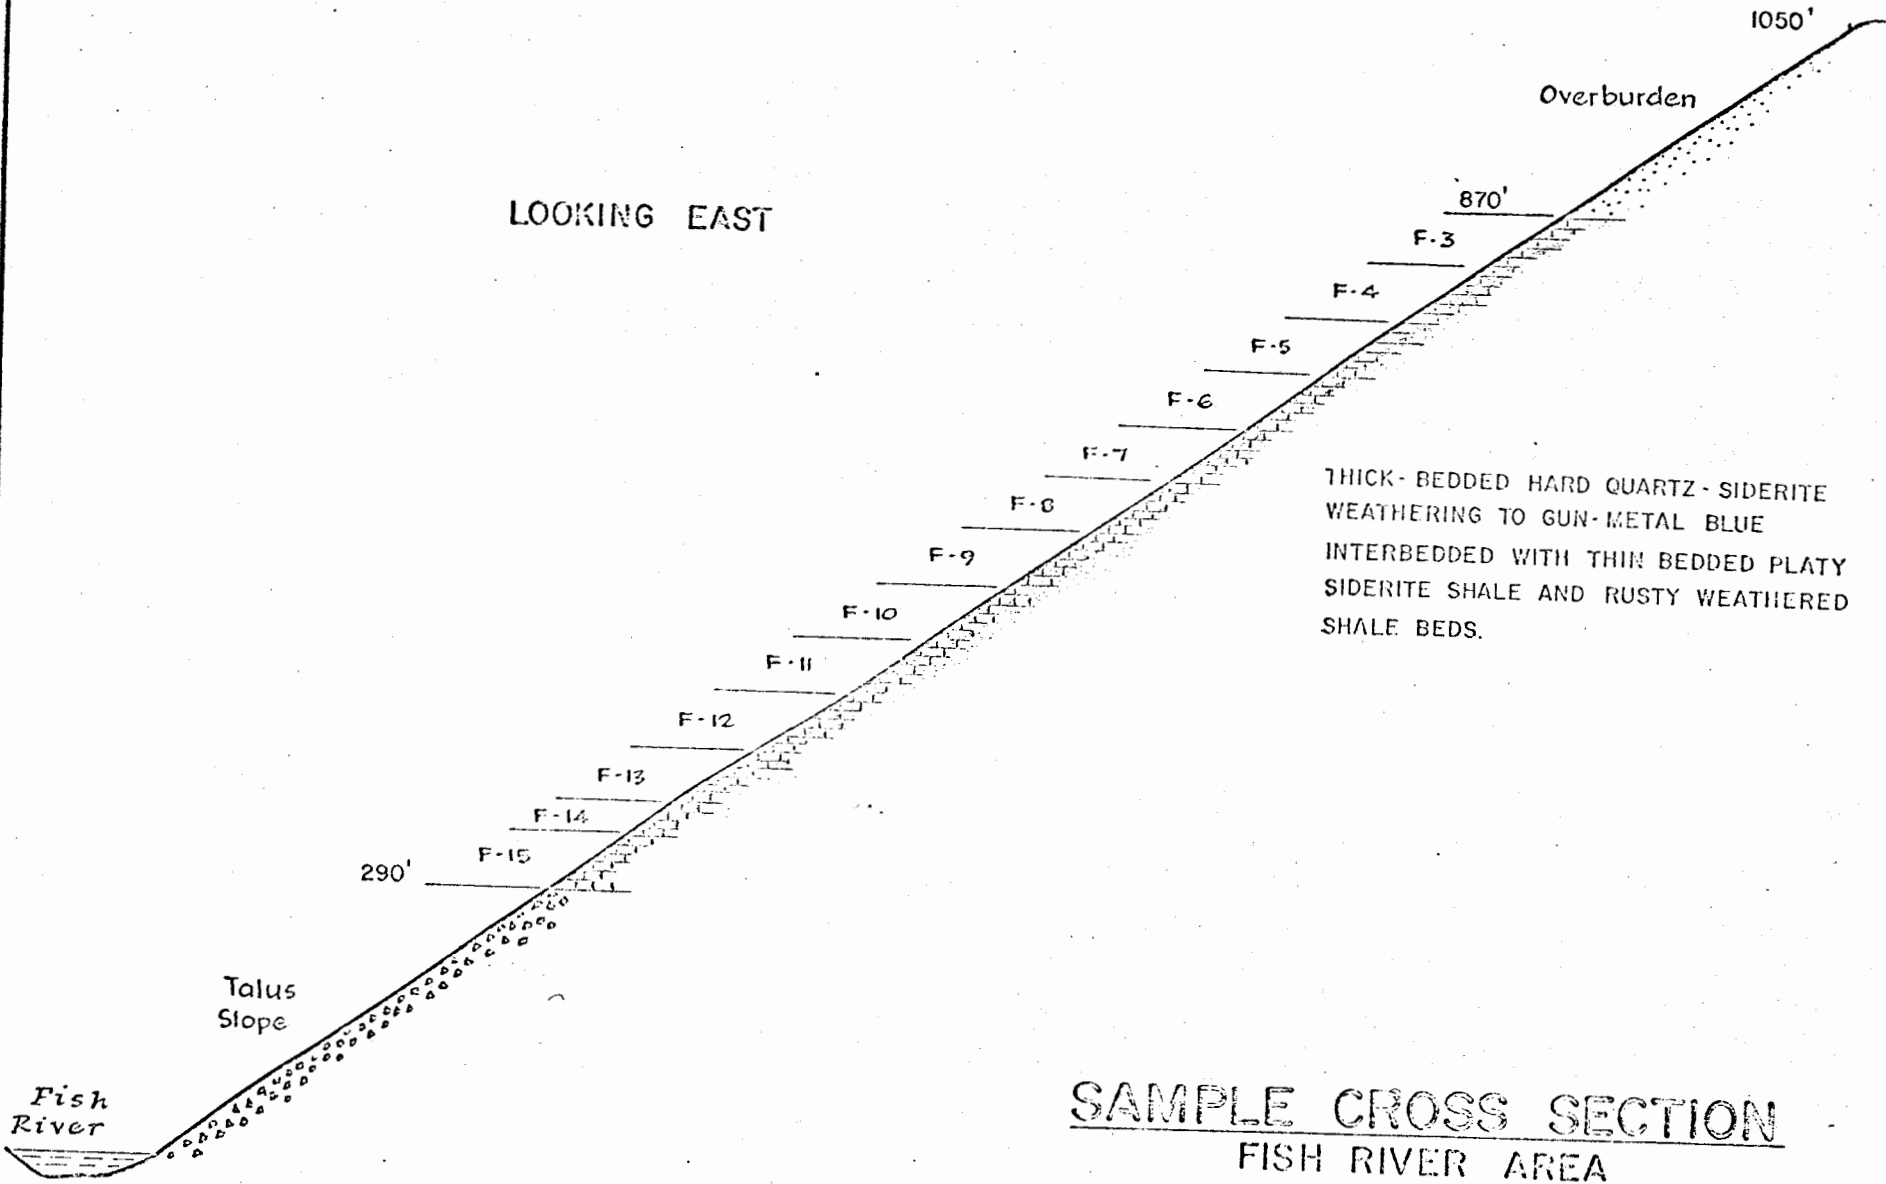 1050'
Overburden
870'
LOOKING EAST
F-3
F-4
F-5
F-6
F-7
F-8
F-9
F-10
F-11
F-12
F-13
F-14
F-15
290'
THICK-BEDDED HARD QUARTZ-SIDERITE
WEATHERING TO GUN-METAL BLUE
INTERBEDDED WITH THIN BEDDED PLATY
SIDERITE SHALE AND RUSTY WEATHERED
SHALE BEDS.
Talus
Slope
Fish
River
SAMPLE CROSS SECTION
FISH RIVER AREA